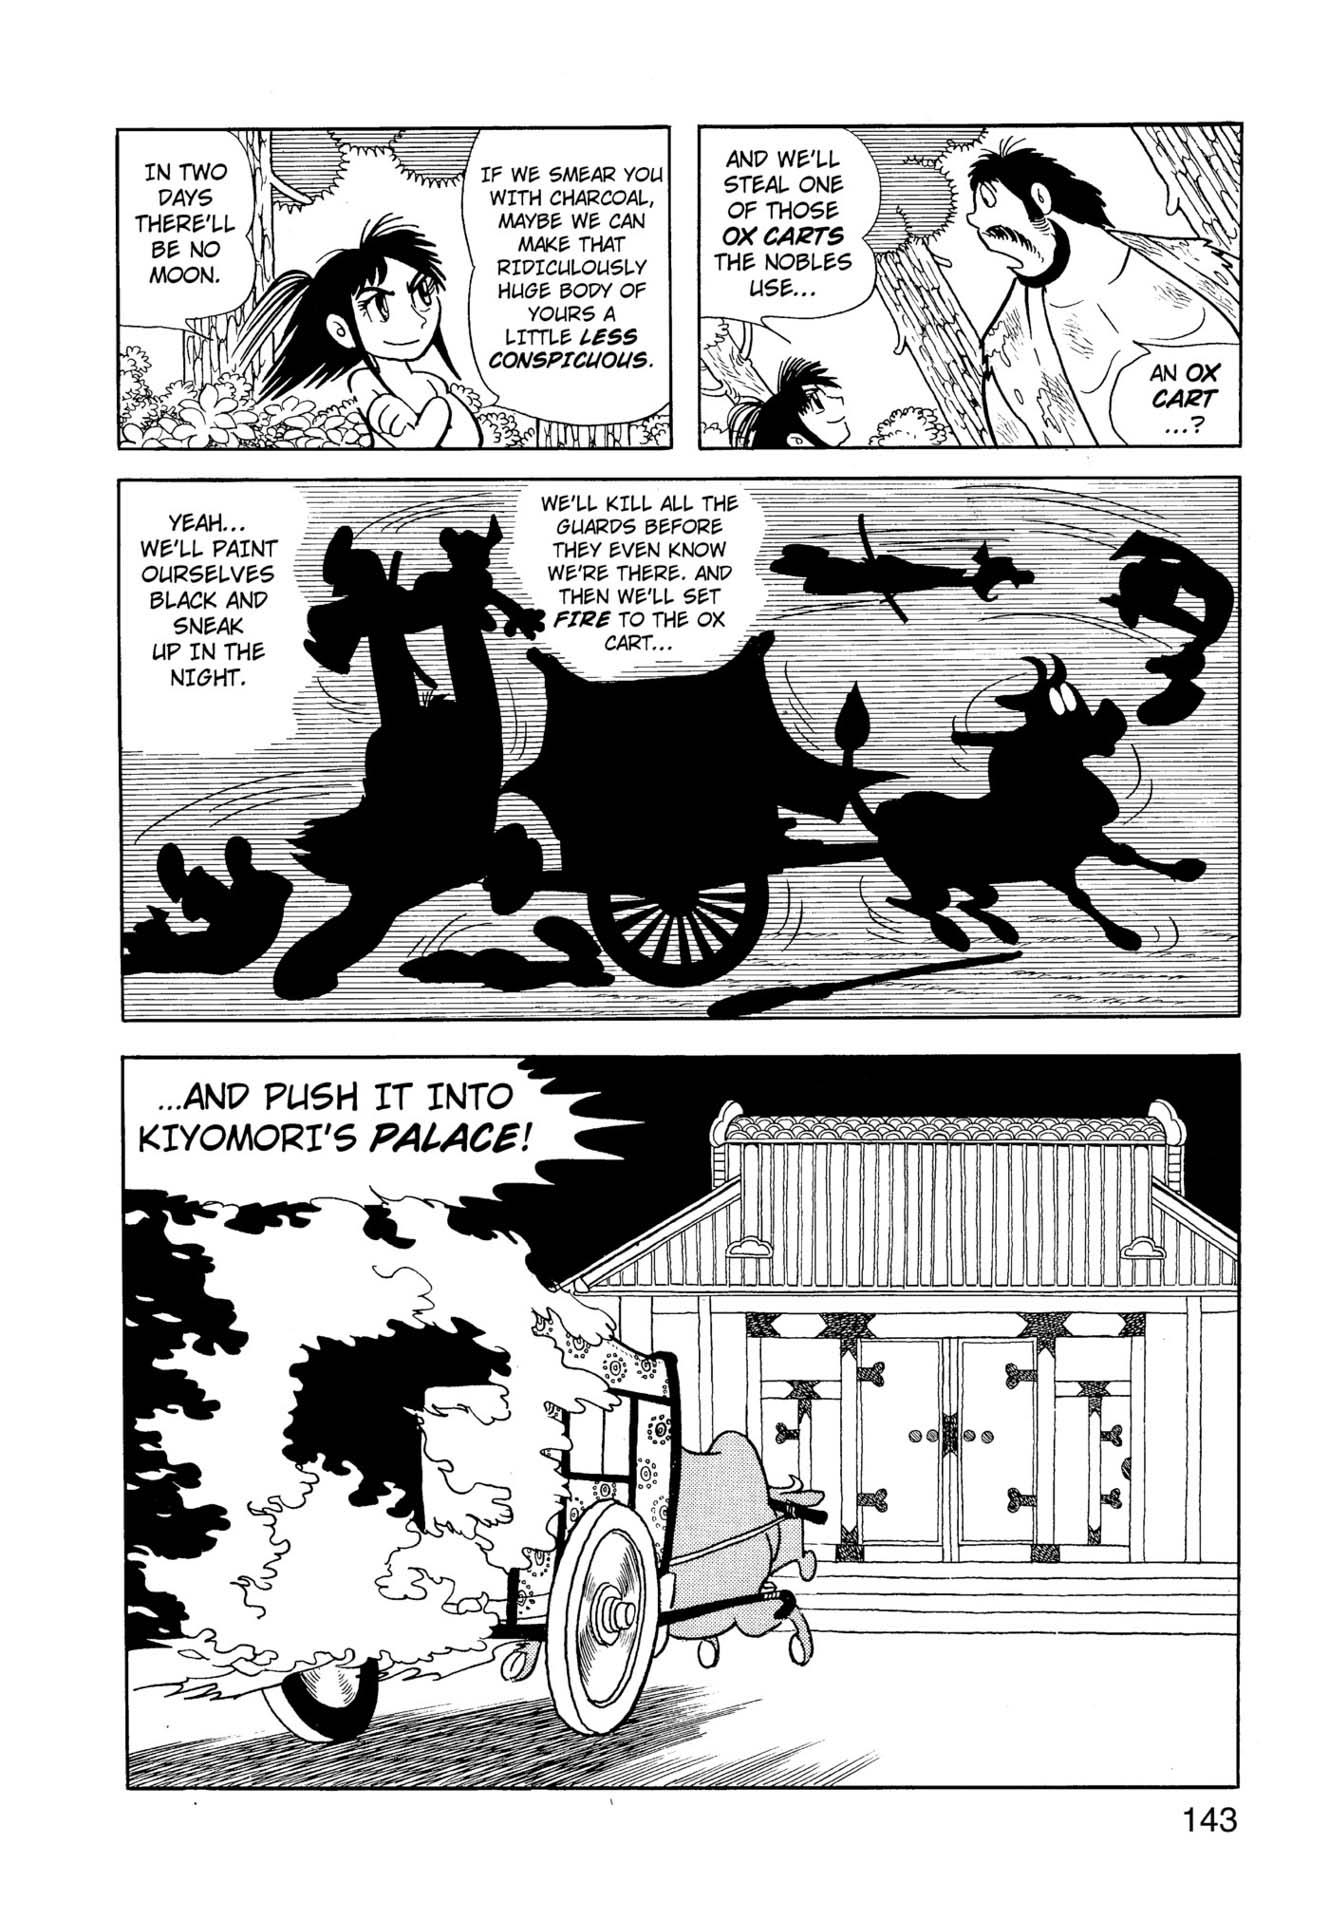 IN TWO
DAYS
THERE'LL
BE NO
MOON.
IF WE SMEAR YOU
WITH CHARCOAL,
MAYBE WE CAN
MAKE THAT
RIDICULOUSLY
HUGE BODY OF
YOURS A
LITTLE LESS
CONSPICUOUS.
AND WE'LL
STEAL ONE
OF THOSE
OX CARTS
THE NOBLES
USE...
AN OX
CART
...?
YEAH...
WE'LL PAINT
OURSELVES
BLACK AND
SNEAK
UP IN THE
NIGHT.
WE'LL KILL ALL THE
GUARDS BEFORE
THEY EVEN KNOW
WE'RE THERE. AND
THEN WE'LL SET
FIRE TO THE OX
CART...
...AND PUSH IT INTO
KIYOMORI'S PALACE!
143